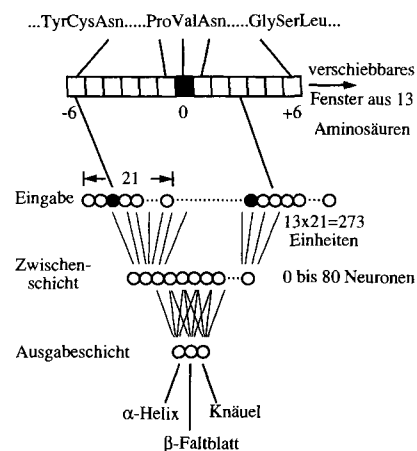 ...TyrCysAsn.....ProValAsn....GlySerLeu...
verschiebbares
Fenster aus 13
Aminosäuren
-6 0 +6
21
Eingabe
13x21=273
Einheiten
Zwischen-
schicht
0 bis 80 Neuronen
Ausgabeschicht
α-Helix Knäuel
β-Faltblatt